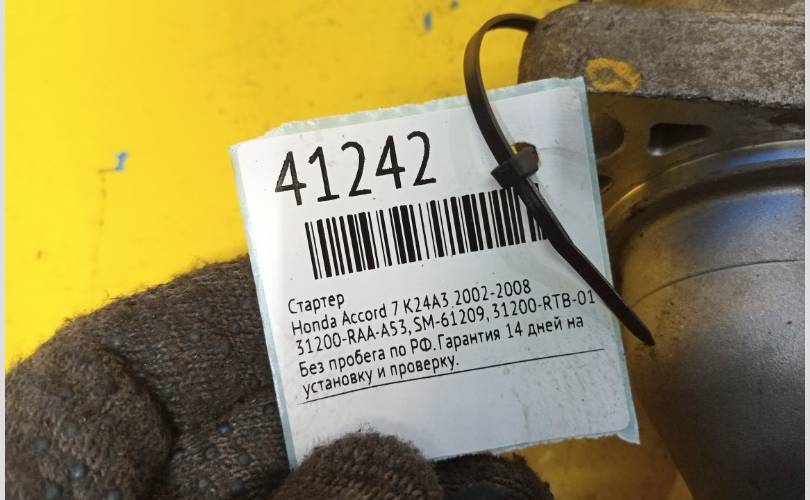 41242
Стартер
Honda Accord 7 K24A3 2002-2008
31200-RAA-A53, SM-61209, 31200-RTB-01
Без пробега по РФ. Гарантия 14 дней на
установку и проверку.